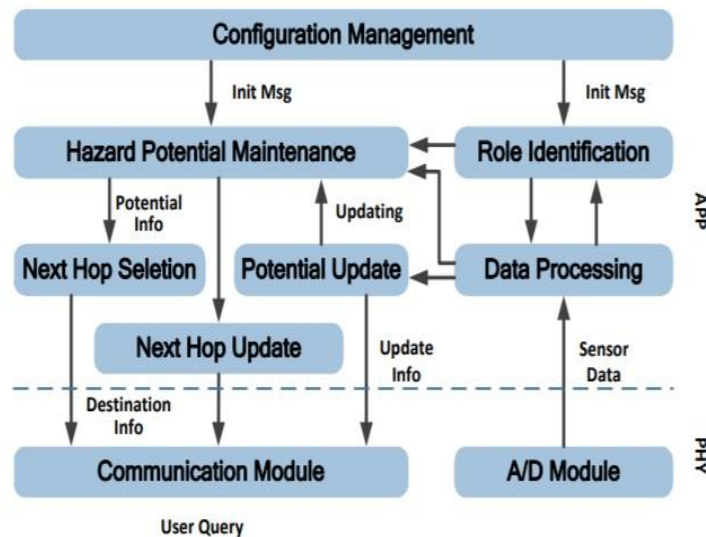 Configuration Management
Init Msg
Init Msg
Hazard Potential Maintenance
Role Identification
Potential
Info
Updating
APP
Next Hop Seletion
Potential Update
Data Processing
Next Hop Update
Update
Info
Sensor
Data
Destination
Info
Communication Module
A/D Module
PHY
User Query